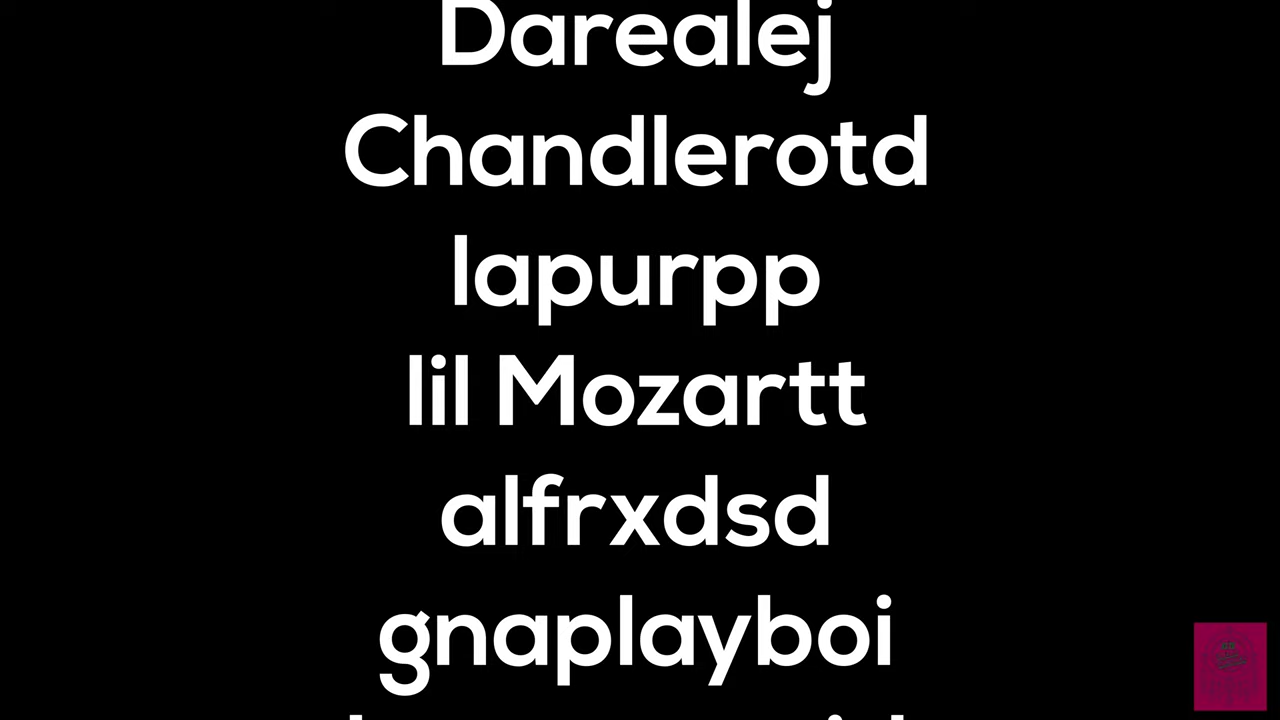 Darealej
Chandlerotd
lapurpp
lil Mozartt
alfrxdsd
gnaplayboi